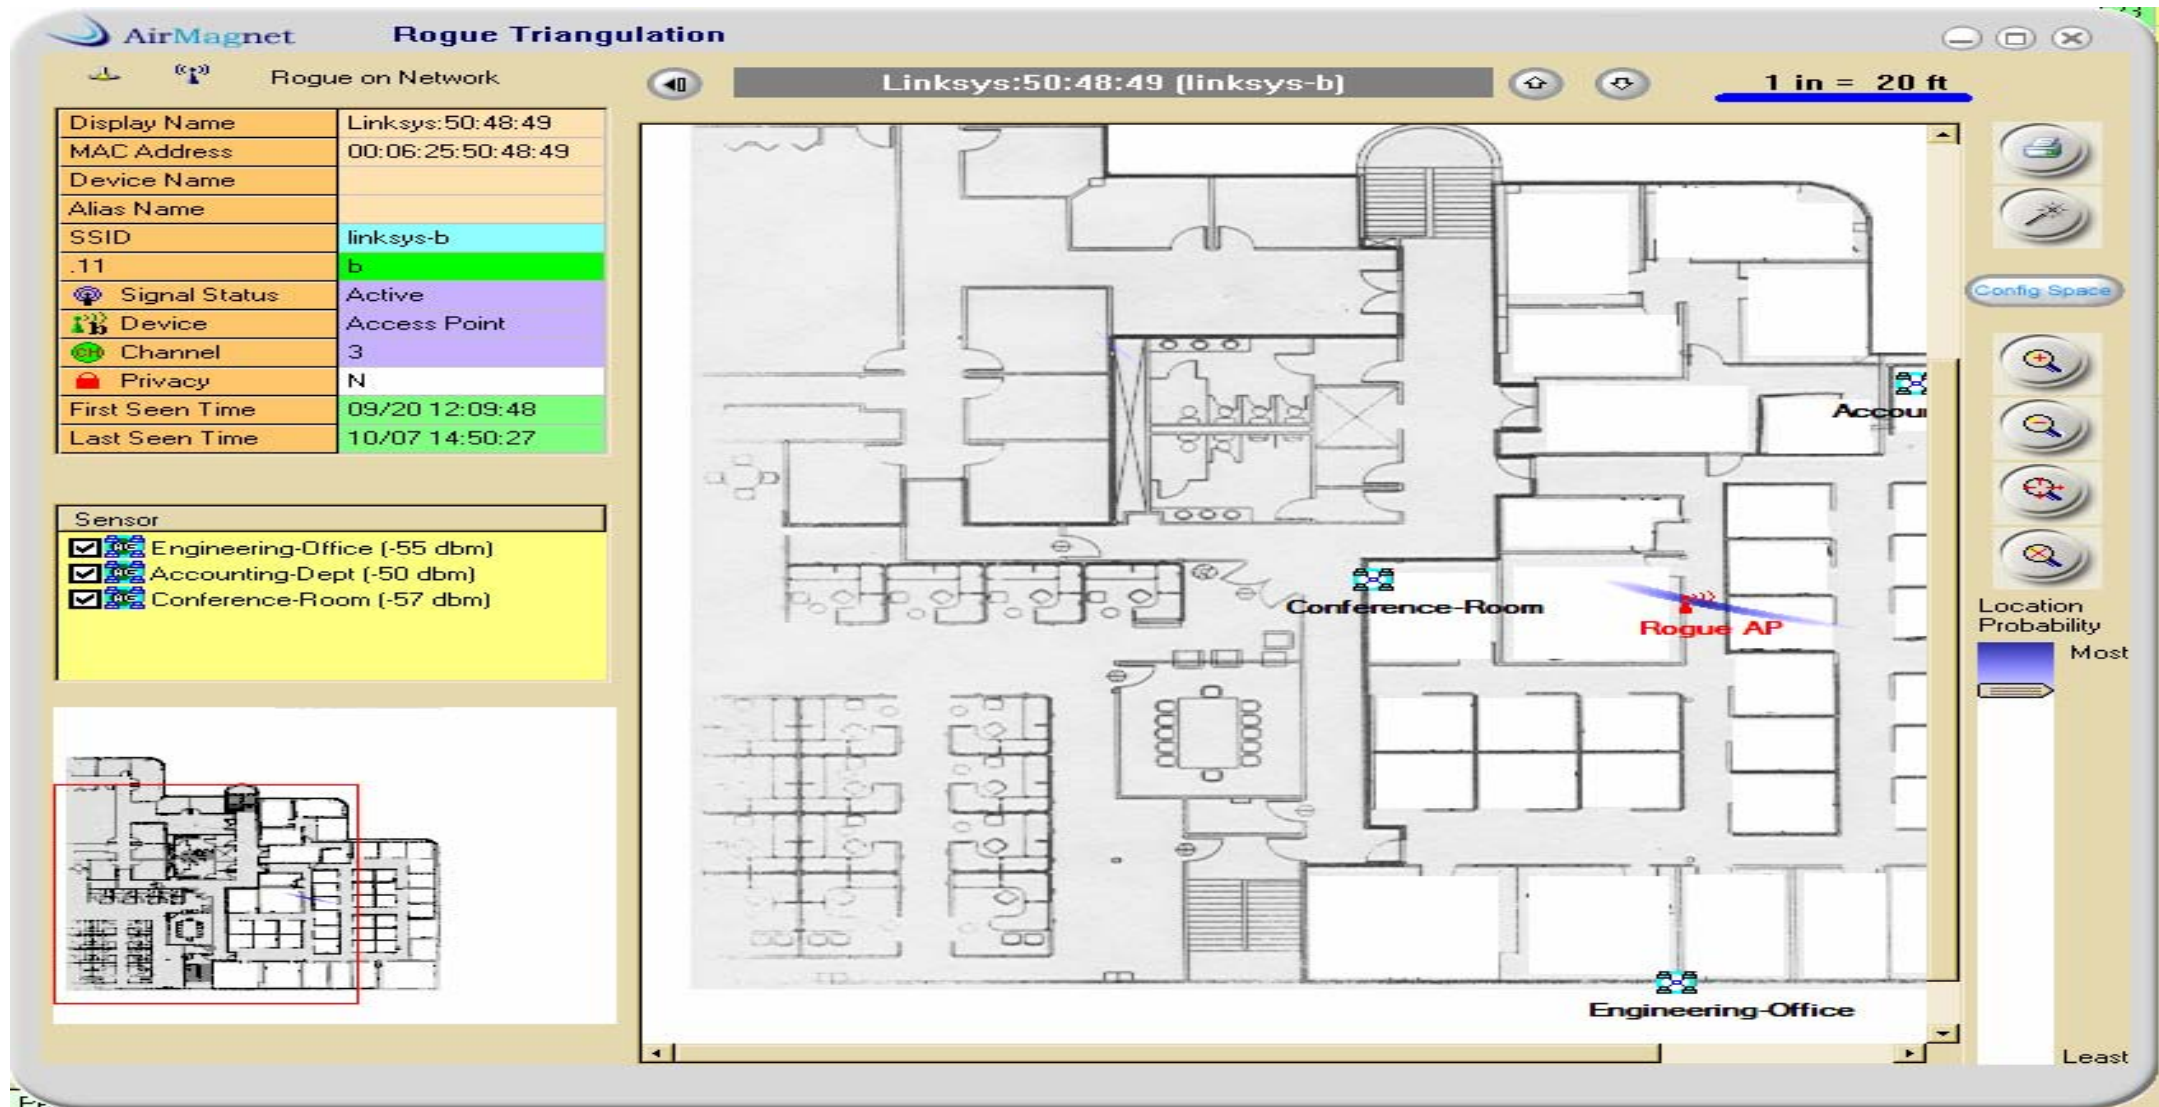 AirMagnet Rogue Triangulation
Rogue on Network
Linksys:50:48:49 (linksys-b)
1 in = 20 ft
Display Name Linksys:50:48:49
MAC Address 00:06:25:50:48:49
Device Name
Alias Name
SSID linksys-b
.11 b
Signal Status Active
b Device Access Point
CH Channel 3
Privacy N
First Seen Time 09/20 12:09:48
Last Seen Time 10/07 14:50:27
Sensor
Engineering-Office (-55 dbm)
Accounting-Dept (-50 dbm)
Conference-Room (-57 dbm)
Accou
Conference-Room
Rogue AP
Engineering-Office
Config Space
Location
Probability
Most
Least